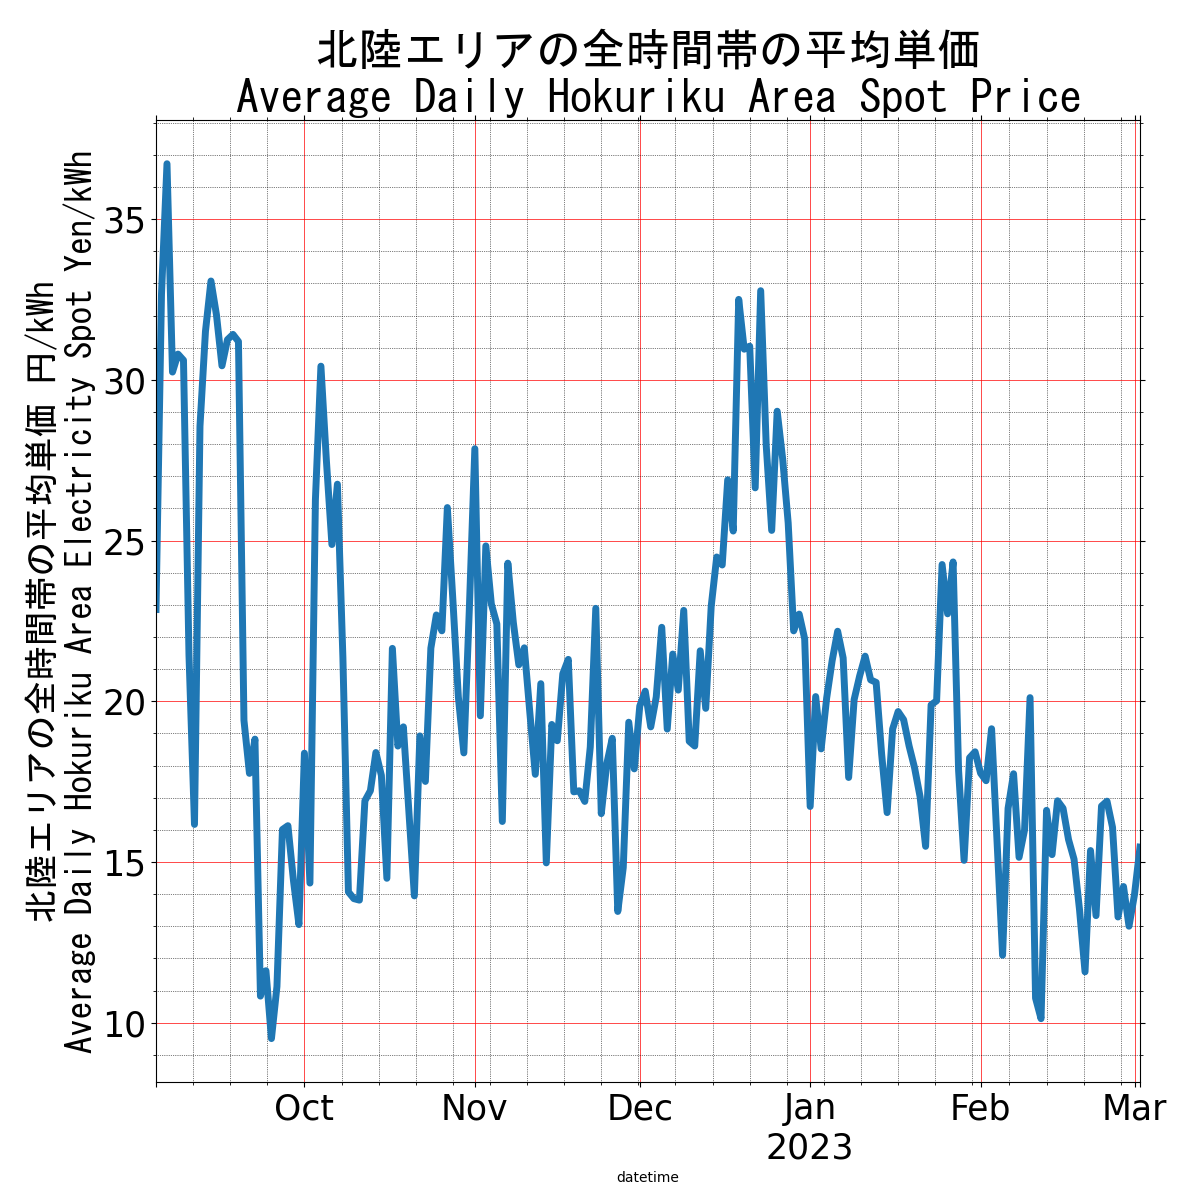 北陸エリアの全時間帯の平均単価
Average Daily Hokuriku Area Spot Price
北陸エリアの全時間帯の平均単価 円/kWh
Average Daily Hokuriku Area Electricity Spot Yen/kWh
35
30
25
20
15
10
Oct
Nov
Dec
Jan
Feb
Mar
2023
datetime